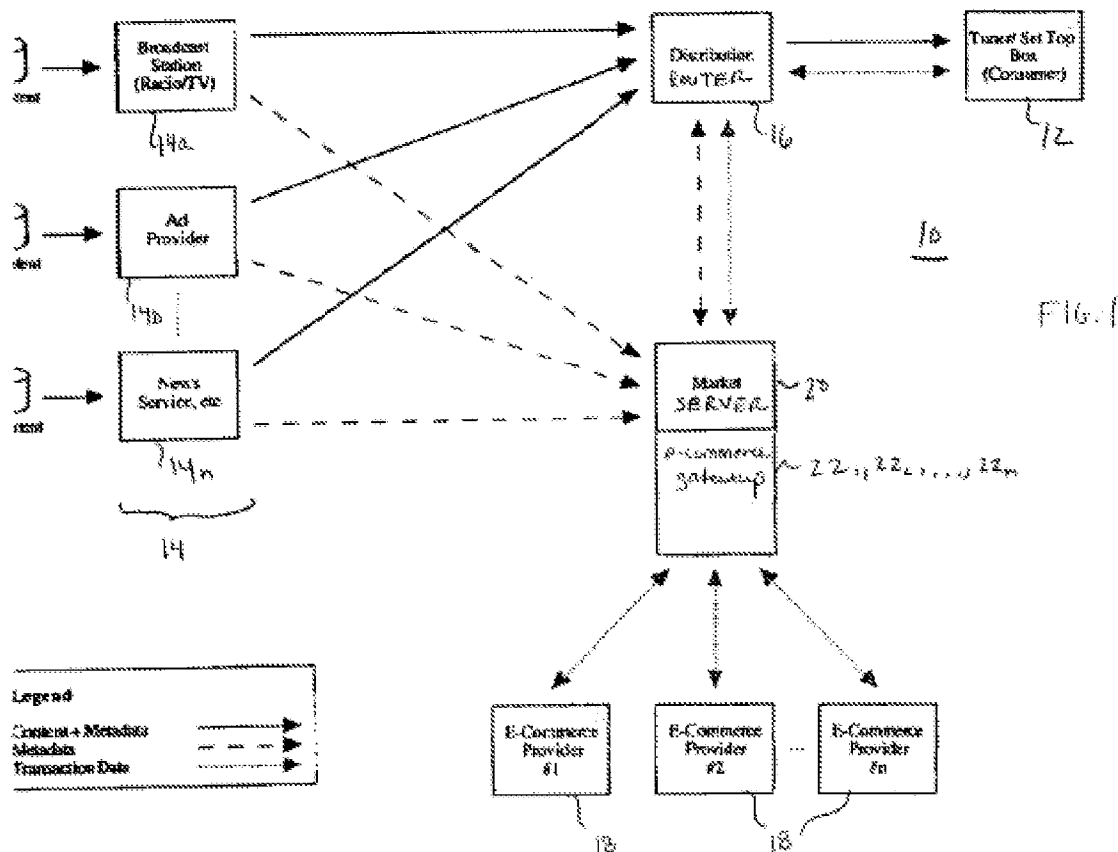 Broadcast
Station
(Racio/TV)
14a
Distribution
ROUTER
16
Tuner/ Set Top
Box
(Consumer)
12
Ad
Provider
14b
10
FIG. 1
News
Service, etc
14n
14
Market
SERVER
20
e-commerce
gateway
Legend
Content + Metadata
Metadata
Transaction Data
E-Commerce
Provider
#1
18
E-Commerce
Provider
#2
...
E-Commerce
Provider
#n
18